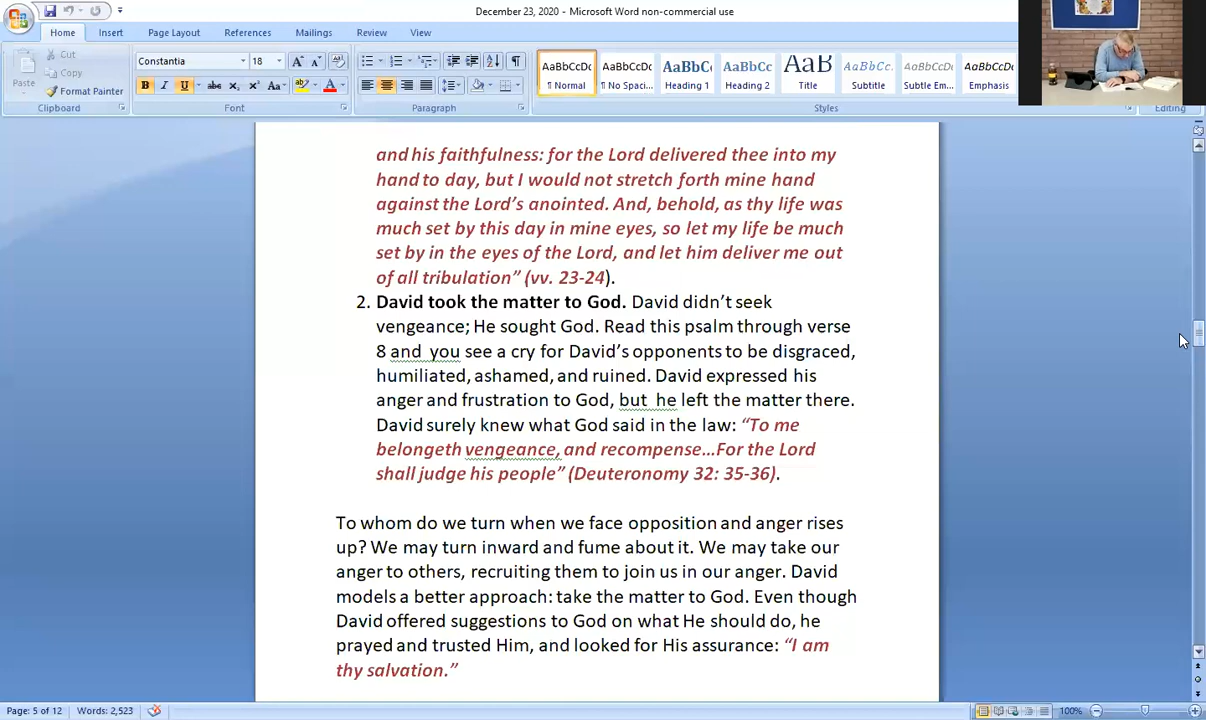 December 23, 2020 - Microsoft Word non-commercial use
Home Insert Page Layout References Mailings Review View
Paste
Cut
Copy
Format Painter
Clipboard
Constantia 18
Font
Paragraph
AaBbCcDc AaBbCcDc AaBbCc AaBbCc AaB AaBbCcI AaBbCcDc AaBbCcDc
¶ Normal ¶ No Spaci... Heading 1 Heading 2 Title Subtitle Subtle Em... Emphasis
Styles
Editing
and his faithfulness: for the Lord delivered thee into my
hand to day, but I would not stretch forth mine hand
against the Lord’s anointed. And, behold, as thy life was
much set by this day in mine eyes, so let my life be much
set by in the eyes of the Lord, and let him deliver me out
of all tribulation” (vv. 23-24).
2. David took the matter to God. David didn’t seek
vengeance; He sought God. Read this psalm through verse
8 and you see a cry for David’s opponents to be disgraced,
humiliated, ashamed, and ruined. David expressed his
anger and frustration to God, but he left the matter there.
David surely knew what God said in the law: “To me
belongeth vengeance, and recompense...For the Lord
shall judge his people” (Deuteronomy 32: 35-36).
To whom do we turn when we face opposition and anger rises
up? We may turn inward and fume about it. We may take our
anger to others, recruiting them to join us in our anger. David
models a better approach: take the matter to God. Even though
David offered suggestions to God on what He should do, he
prayed and trusted Him, and looked for His assurance: “I am
thy salvation.”
Page: 5 of 12 Words: 2,523 100%